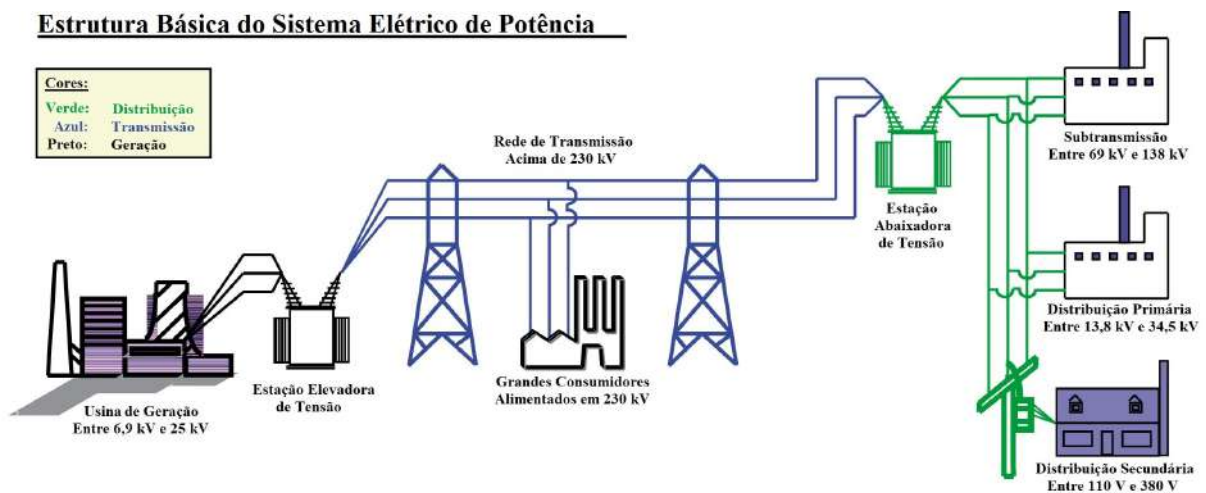 Estrutura Básica do Sistema Elétrico de Potência
Cores:
Verde: Distribuição
Azul: Transmissão
Preto: Geração
Rede de Transmissão
Acima de 230 kV
Subtransmissão
Entre 69 kV e 138 kV
Estação
Abaixadora
de Tensão
Distribuição Primária
Entre 13,8 kV e 34,5 kV
Estação Elevadora
de Tensão
Grandes Consumidores
Alimentados em 230 kV
Usina de Geração
Entre 6,9 kV e 25 kV
Distribuição Secundária
Entre 110 V e 380 V